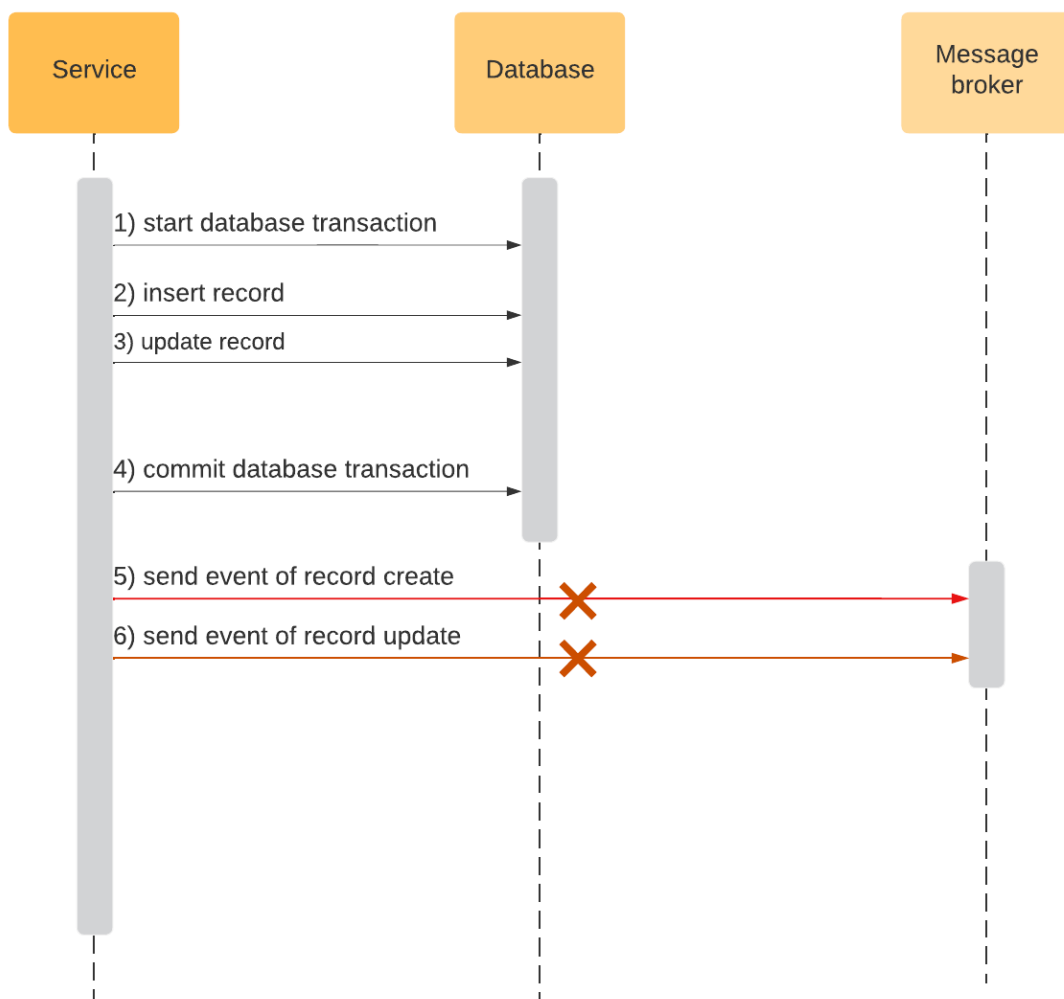 Service
Database
Message
broker
1) start database transaction
2) insert record
3) update record
4) commit database transaction
5) send event of record create
6) send event of record update